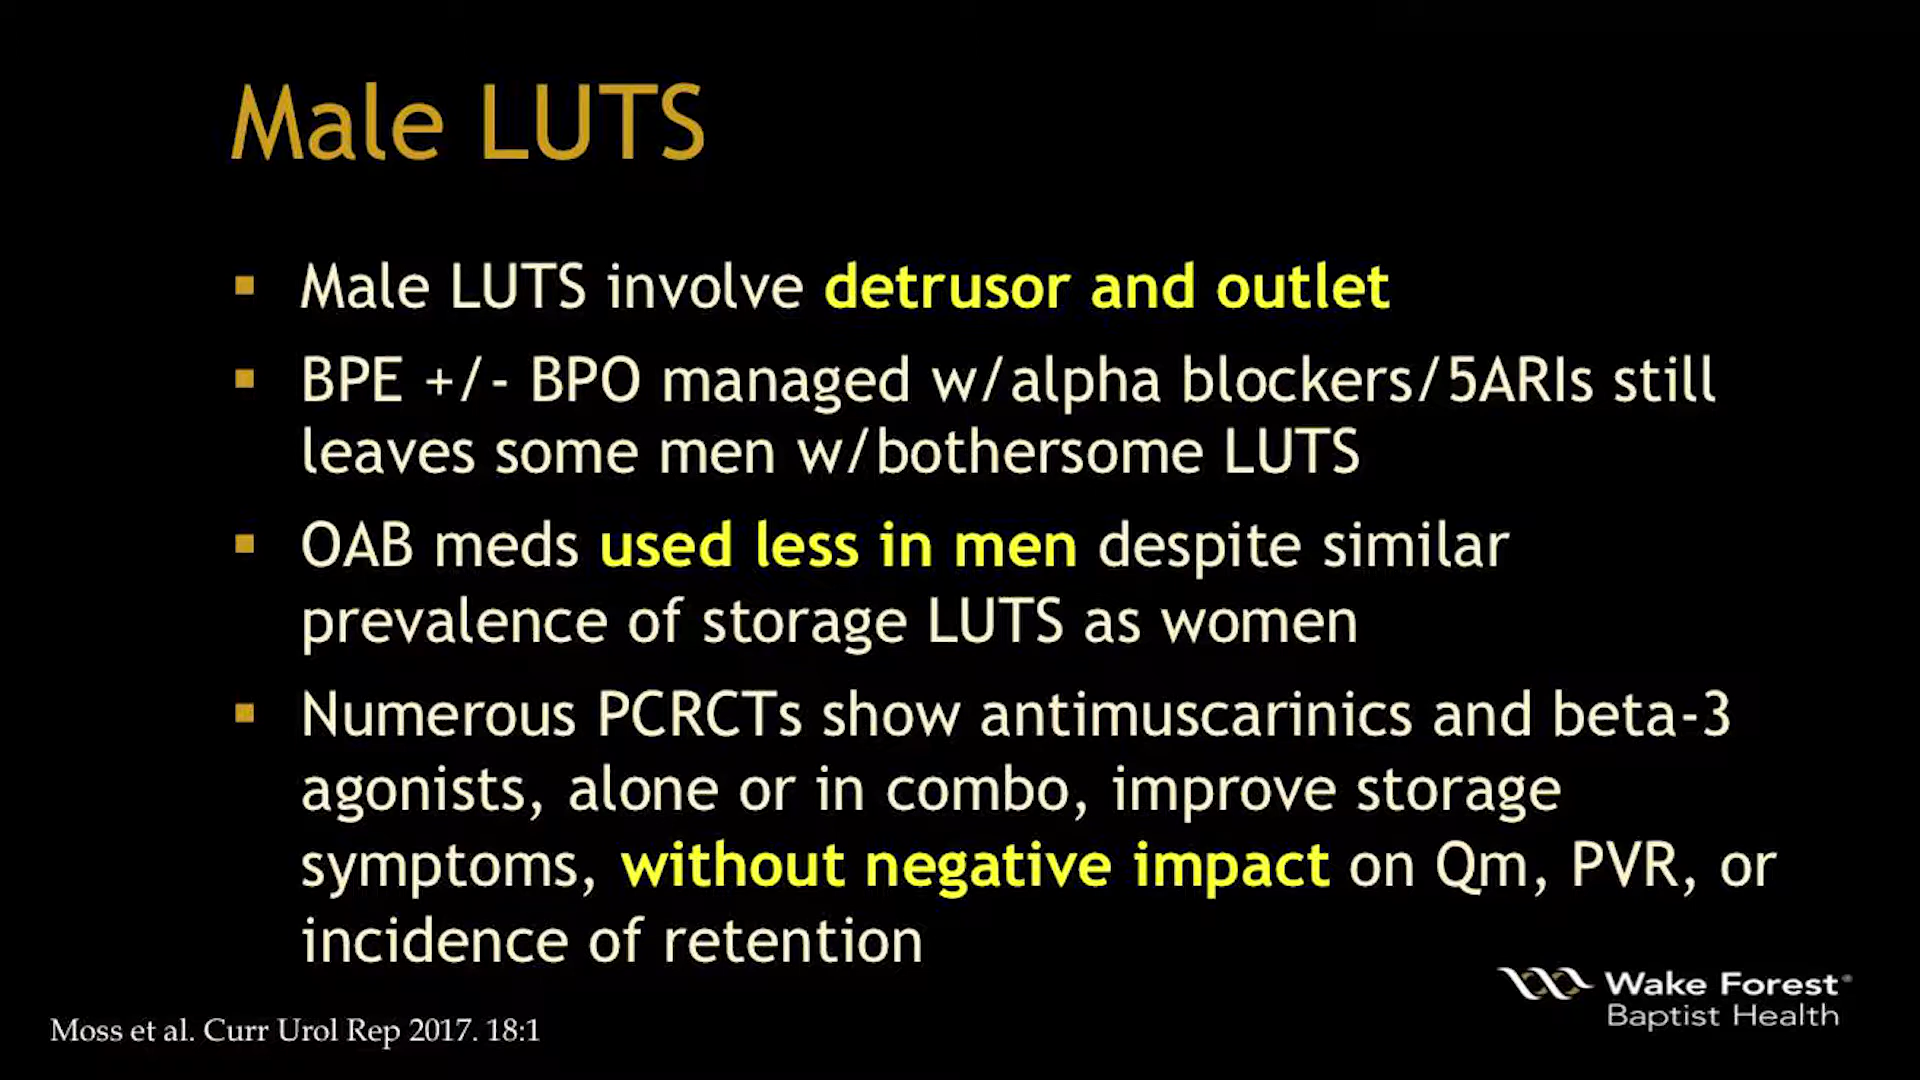 Male LUTS
▪ Male LUTS involve detrusor and outlet
▪ BPE +/- BPO managed w/alpha blockers/5ARIs still
leaves some men w/bothersome LUTS
▪ OAB meds used less in men despite similar
prevalence of storage LUTS as women
▪ Numerous PCRCTs show antimuscarinics and beta-3
agonists, alone or in combo, improve storage
symptoms, without negative impact on Qm, PVR, or
incidence of retention
Wake Forest®
Baptist Health
Moss et al. Curr Urol Rep 2017. 18:1